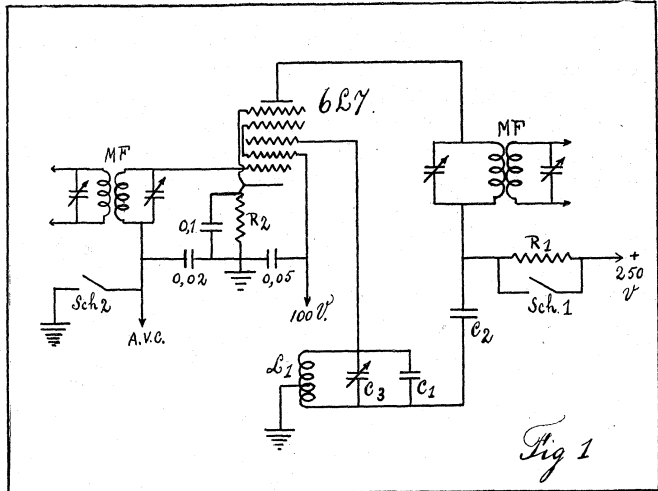 6L7.
MF
MF
0,1
R2
R1
+
250
V
0,02
0,05
Sch2
Sch.1
100 V.
A.V.C.
C2
L1
C3
C1
Fig 1